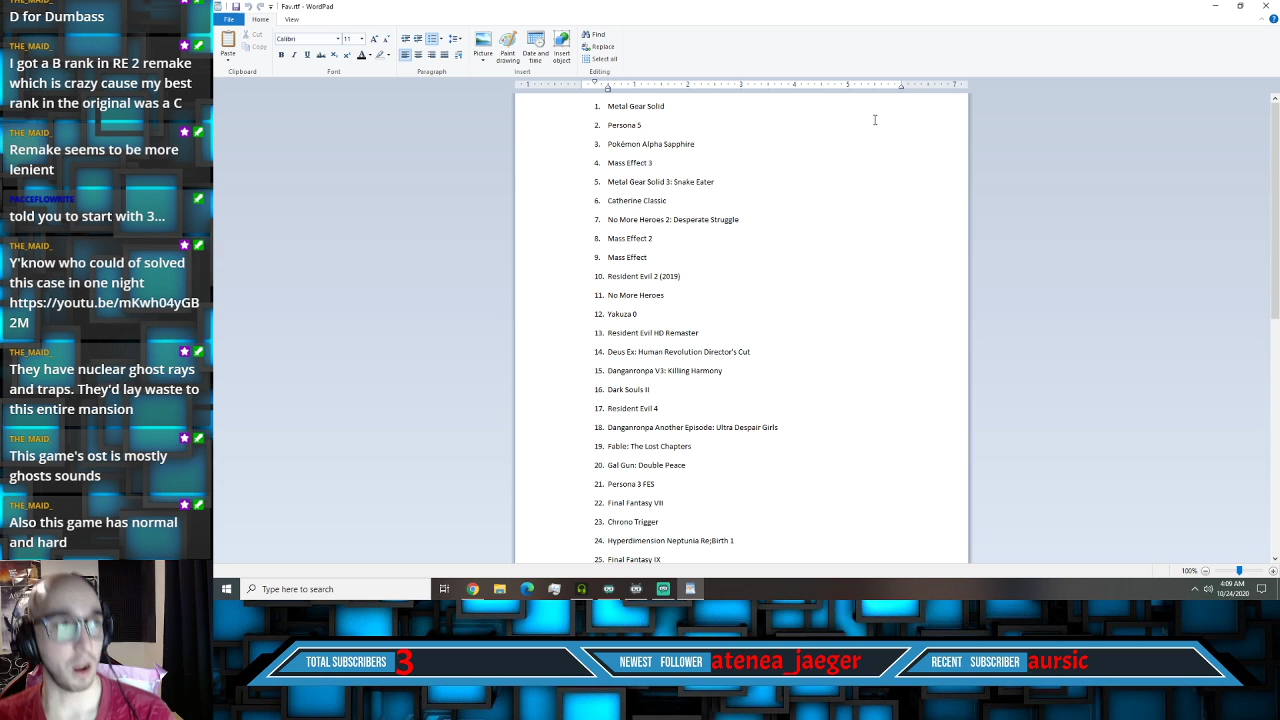 D for Dumbass
THE_MAID_
I got a B rank in RE 2 remake
which is crazy cause my best
rank in the original was a C
THE_MAID_
Remake seems to be more
lenient
PACCEFLOWRITE
told you to start with 3...
THE_MAID_
Y'know who could of solved
this case in one night
https://youtu.be/mKwh04yGB
2M
THE_MAID_
They have nuclear ghost rays
and traps. They'd lay waste to
this entire mansion
THE_MAID_
This game's ost is mostly
ghosts sounds
THE_MAID_
Also this game has normal
and hard
Fav.rtf - WordPad
File Home View
Paste
Cut
Copy
Clipboard
Calibri 11
Font
Paragraph
Picture
Paint drawing
Date and time
Insert object
Insert
Find
Replace
Select all
Editing
1 1 2 3 4 5 7
1. Metal Gear Solid
2. Persona 5
3. Pokémon Alpha Sapphire
4. Mass Effect 3
5. Metal Gear Solid 3: Snake Eater
6. Catherine Classic
7. No More Heroes 2: Desperate Struggle
8. Mass Effect 2
9. Mass Effect
10. Resident Evil 2 (2019)
11. No More Heroes
12. Yakuza 0
13. Resident Evil HD Remaster
14. Deus Ex: Human Revolution Director's Cut
15. Danganronpa V3: Killing Harmony
16. Dark Souls II
17. Resident Evil 4
18. Danganronpa Another Episode: Ultra Despair Girls
19. Fable: The Lost Chapters
20. Gal Gun: Double Peace
21. Persona 3 FES
22. Final Fantasy VII
23. Chrono Trigger
24. Hyperdimension Neptunia Re;Birth 1
25. Final Fantasy IX
100%
Type here to search
4:09 AM
10/24/2020
TOTAL SUBSCRIBERS 3
NEWEST FOLLOWER atenea_jaeger
RECENT SUBSCRIBER aursic